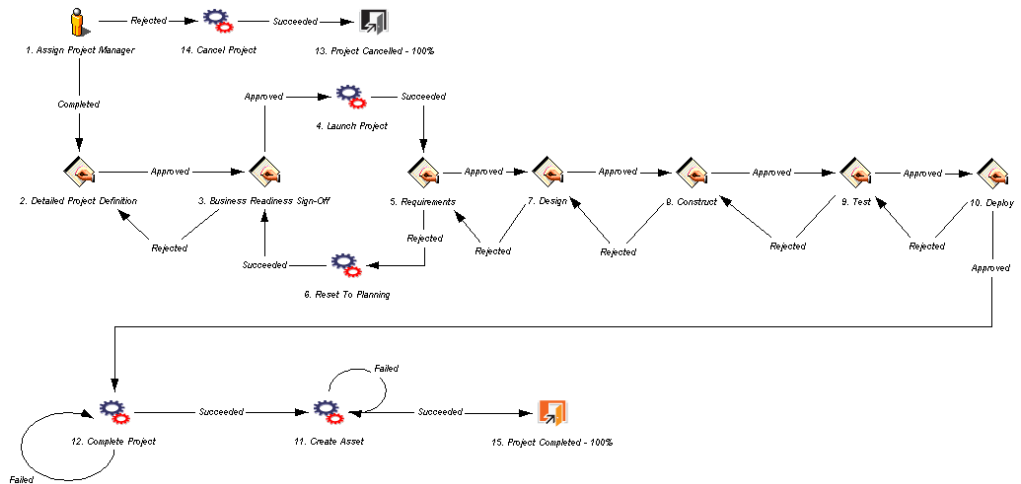 Rejected
Succeeded
1. Assign Project Manager
14. Cancel Project
13. Project Cancelled - 100%
Completed
Approved
Succeeded
4. Launch Project
Approved
Approved
Approved
Approved
Approved
2. Detailed Project Definition
3. Business Readiness Sign-Off
5. Requirements
7. Design
8. Construct
9. Test
10. Deploy
Rejected
Rejected
Rejected
Rejected
Rejected
Rejected
Succeeded
Approved
6. Reset To Planning
Failed
Succeeded
Succeeded
12. Complete Project
11. Create Asset
15. Project Completed - 100%
Failed